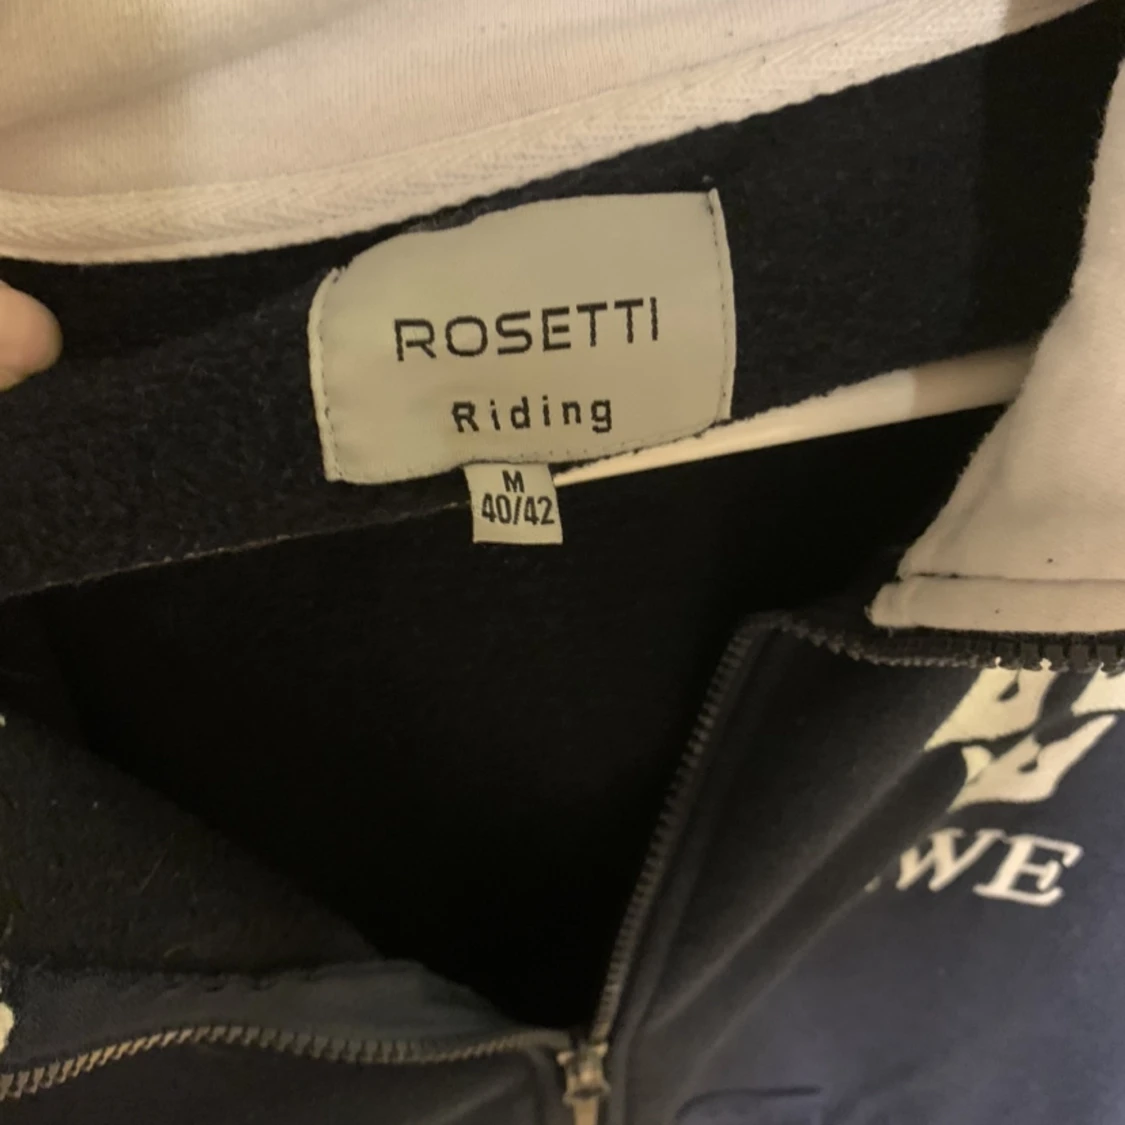 ROSETTI
Riding
M
40/42
WE